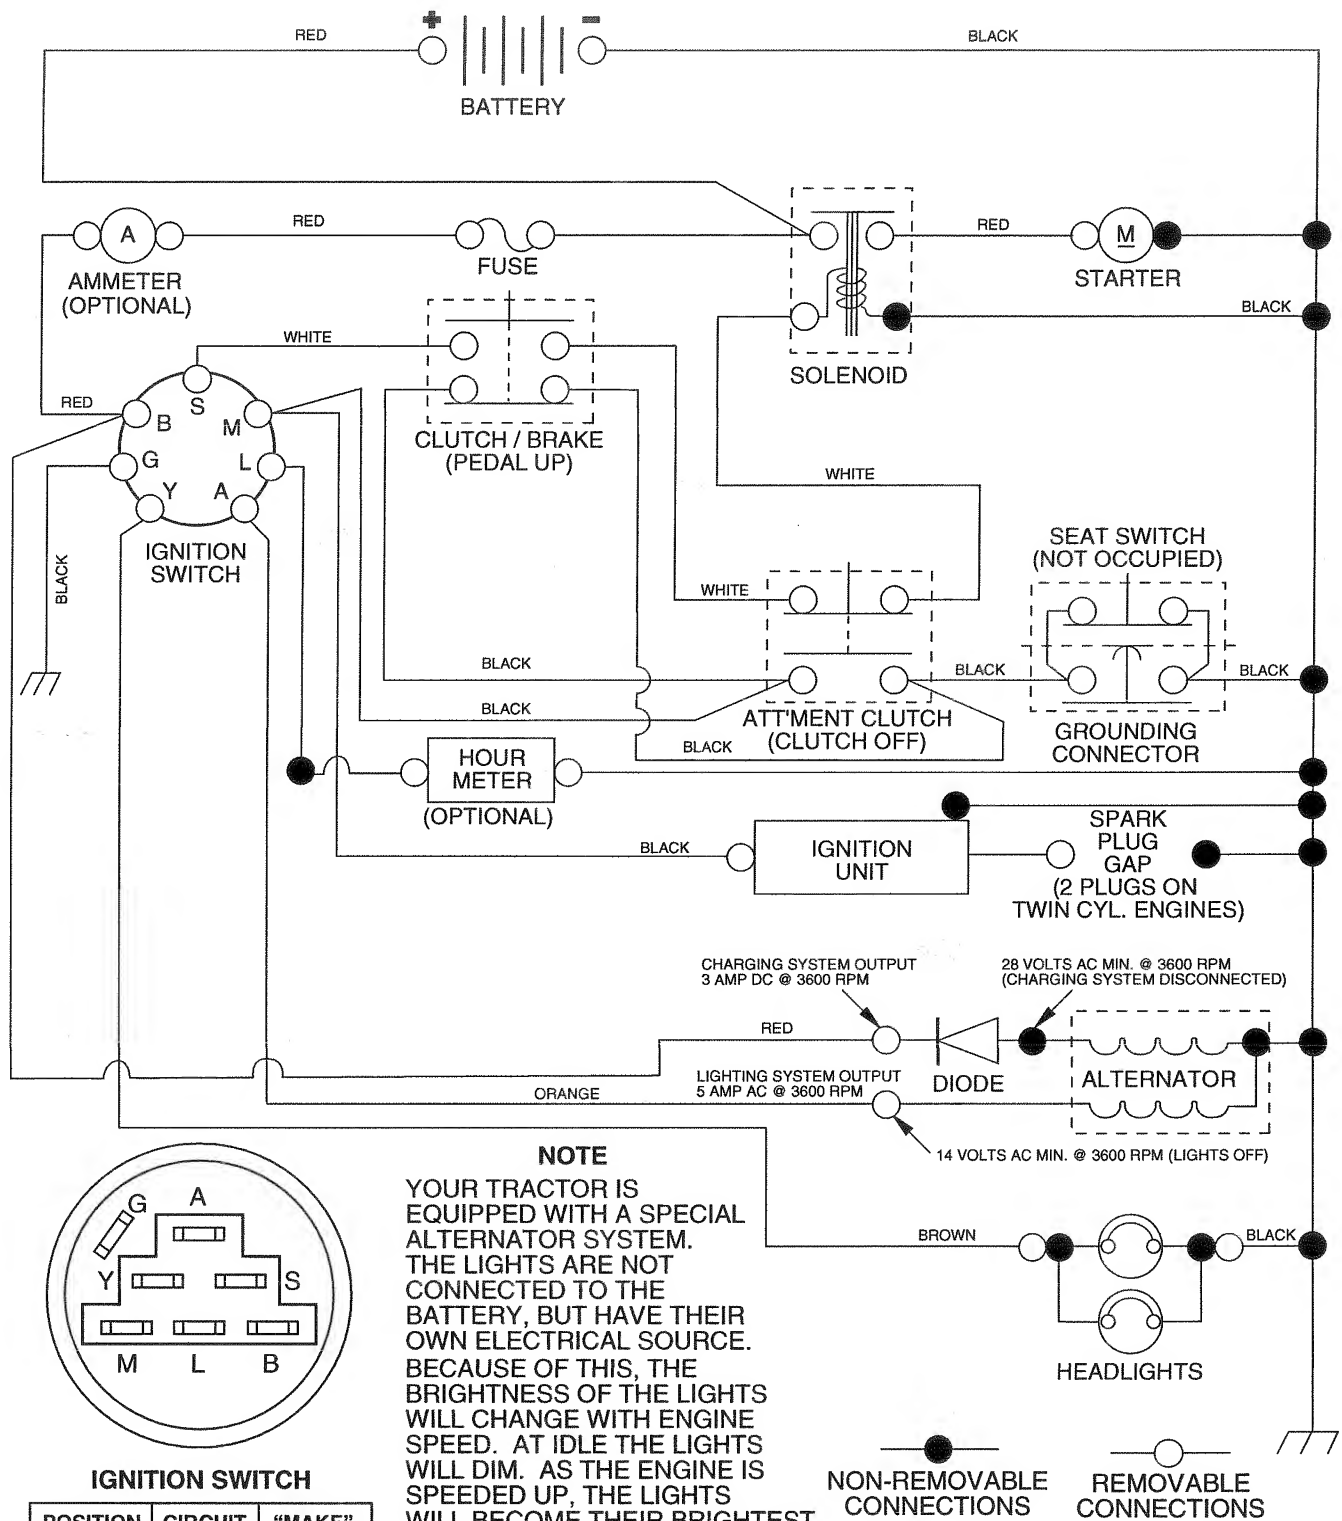 + -
RED
BLACK
BATTERY
A
RED
RED
M
AMMETER
(OPTIONAL)
FUSE
STARTER
BLACK
WHITE
SOLENOID
RED
S
B
M
G
L
Y
A
CLUTCH / BRAKE
(PEDAL UP)
WHITE
IGNITION
SWITCH
BLACK
SEAT SWITCH
(NOT OCCUPIED)
WHITE
BLACK
BLACK
BLACK
BLACK
ATT'MENT CLUTCH
(CLUTCH OFF)
BLACK
GROUNDING
CONNECTOR
HOUR
METER
(OPTIONAL)
BLACK
IGNITION
UNIT
SPARK
PLUG
GAP
(2 PLUGS ON
TWIN CYL. ENGINES)
CHARGING SYSTEM OUTPUT
3 AMP DC @ 3600 RPM
28 VOLTS AC MIN. @ 3600 RPM
(CHARGING SYSTEM DISCONNECTED)
RED
DIODE
ALTERNATOR
LIGHTING SYSTEM OUTPUT
5 AMP AC @ 3600 RPM
ORANGE
14 VOLTS AC MIN. @ 3600 RPM (LIGHTS OFF)
G
A
Y
S
M
L
B
IGNITION SWITCH
POSITION CIRCUIT "MAKE"
NOTE
YOUR TRACTOR IS
EQUIPPED WITH A SPECIAL
ALTERNATOR SYSTEM.
THE LIGHTS ARE NOT
CONNECTED TO THE
BATTERY, BUT HAVE THEIR
OWN ELECTRICAL SOURCE.
BECAUSE OF THIS, THE
BRIGHTNESS OF THE LIGHTS
WILL CHANGE WITH ENGINE
SPEED. AT IDLE THE LIGHTS
WILL DIM. AS THE ENGINE IS
SPEEDED UP, THE LIGHTS
WILL BECOME THEIR BRIGHTEST
BROWN
BLACK
HEADLIGHTS
NON-REMOVABLE
CONNECTIONS
REMOVABLE
CONNECTIONS